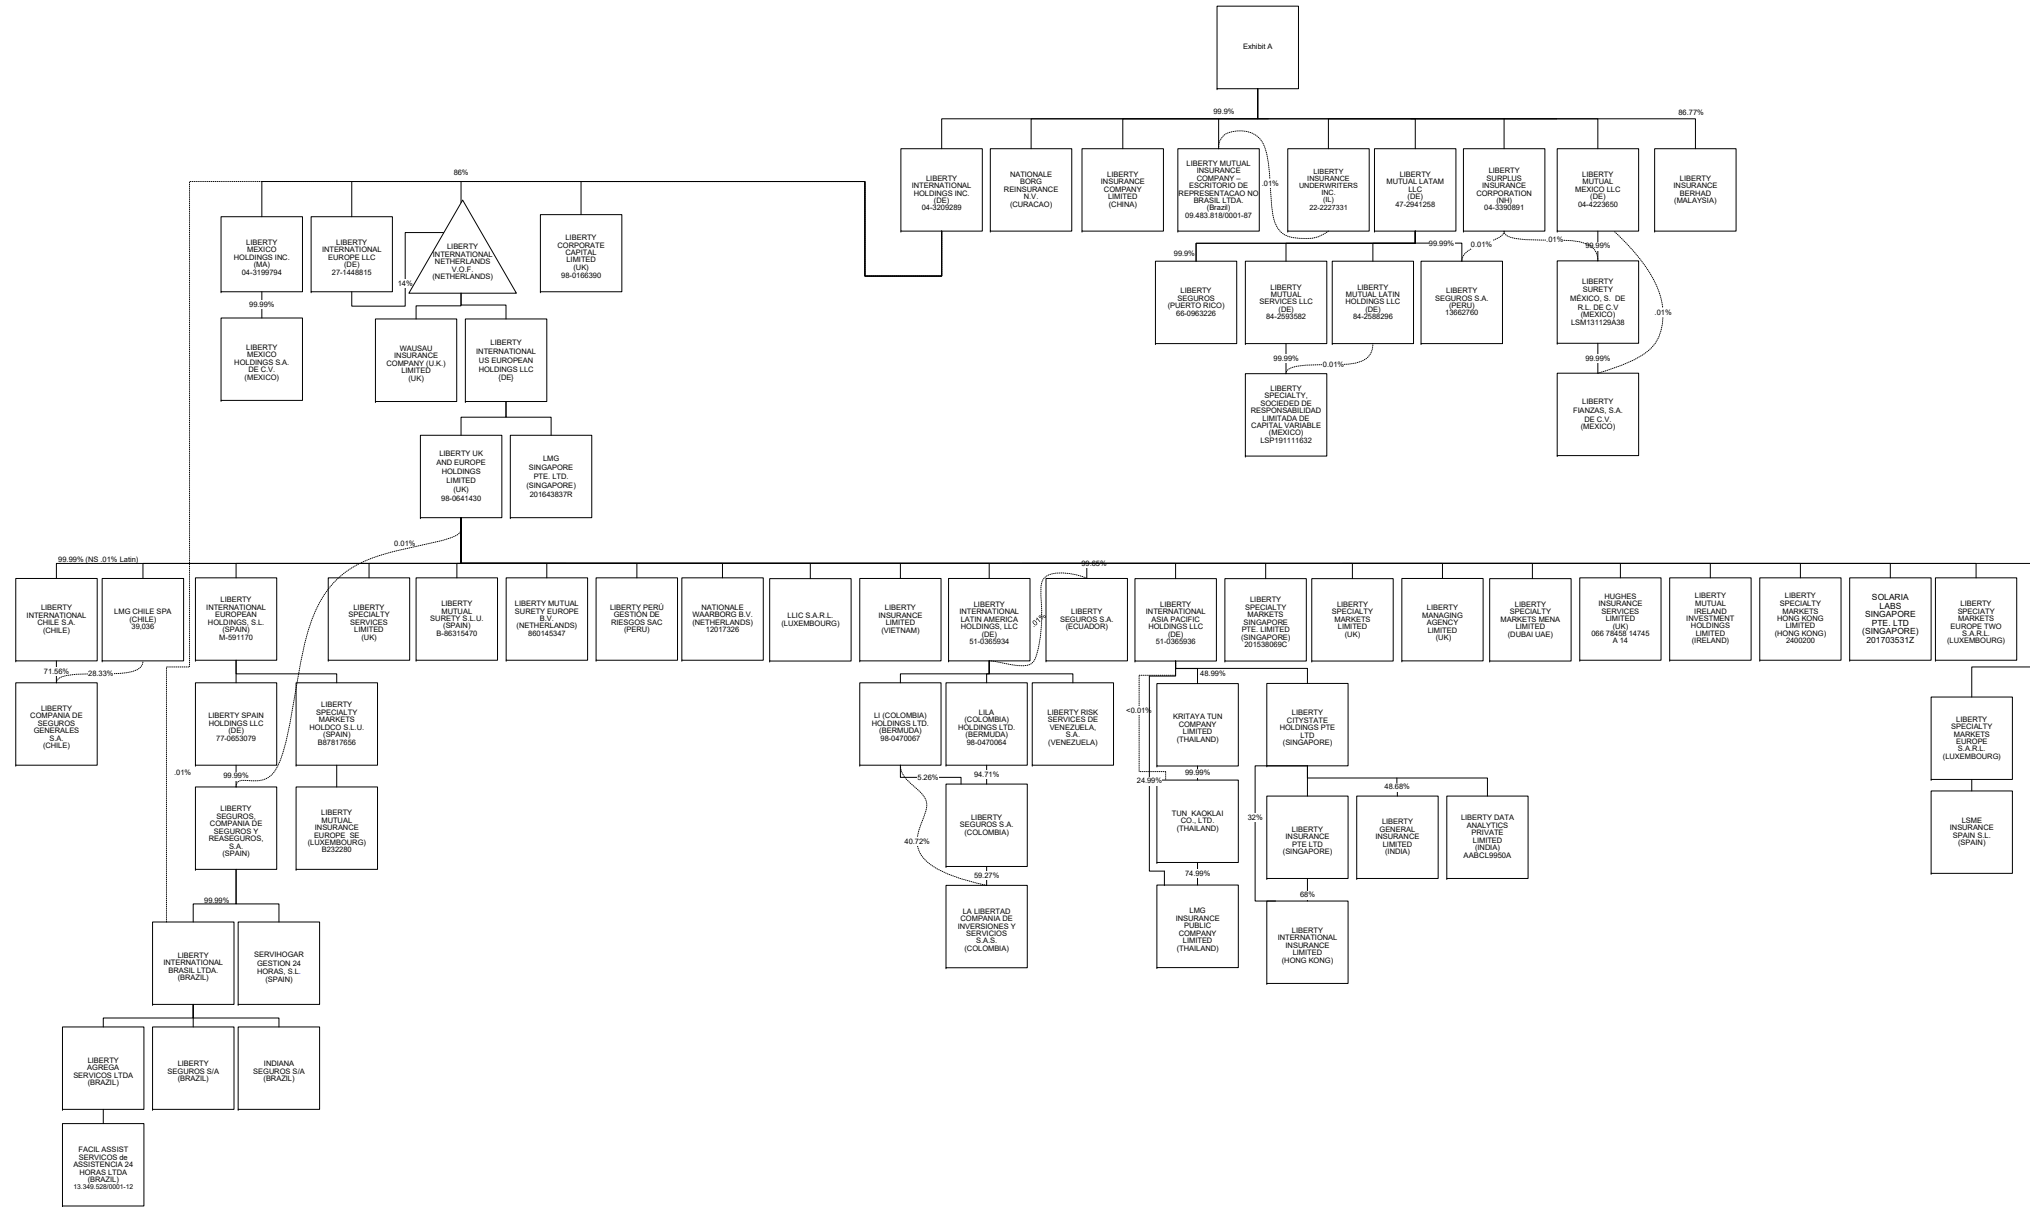 Exhibit A
99.9%
86.77%
LIBERTY
INTERNATIONAL
HOLDINGS INC.
(DE)
04-3209289
NATIONALE
BORG
REINSURANCE
N.V.
(CURACAO)
LIBERTY
INSURANCE
COMPANY
LIMITED
(CHINA)
LIBERTY MUTUAL
INSURANCE
COMPANY –
ESCRITORIO DE
REPRESENTACAO NO
BRASIL LTDA.
(Brazil)
09.483.818/0001-87
.01%
LIBERTY
INSURANCE
UNDERWRITERS
INC.
(IL)
22-2227331
LIBERTY
MUTUAL LATAM
LLC
(DE)
47-2941258
LIBERTY
SURPLUS
INSURANCE
CORPORATION
(NH)
04-3390891
LIBERTY
MUTUAL
MEXICO LLC
(DE)
04-4223650
LIBERTY
INSURANCE
BERHAD
(MALAYSIA)
99.9%
99.99%
0.01%
.01%
99.99%
LIBERTY
SEGUROS
(PUERTO RICO)
66-0963226
LIBERTY
MUTUAL
SERVICES LLC
(DE)
84-2593582
LIBERTY
MUTUAL LATIN
HOLDINGS LLC
(DE)
84-2588296
LIBERTY
SEGUROS S.A.
(PERU)
13662760
LIBERTY
SURETY
MÉXICO, S. DE
R.L. DE C.V
(MEXICO)
LSM131129A38
.01%
99.99%
0.01%
99.99%
LIBERTY
SPECIALTY,
SOCIEDED DE
RESPONSABILIDAD
LIMITADA DE
CAPITAL VARIABLE
(MEXICO)
LSP191111632
LIBERTY
FIANZAS, S.A.
DE C.V.
(MEXICO)
86%
LIBERTY
MEXICO
HOLDINGS INC.
(MA)
04-3199794
LIBERTY
INTERNATIONAL
EUROPE LLC
(DE)
27-1448815
14%
LIBERTY
INTERNATIONAL
NETHERLANDS
V.O.F.
(NETHERLANDS)
LIBERTY
CORPORATE
CAPITAL
LIMITED
(UK)
98-0166390
99.99%
LIBERTY
MEXICO
HOLDINGS S.A.
DE C.V.
(MEXICO)
WAUSAU
INSURANCE
COMPANY (U.K.)
LIMITED
(UK)
LIBERTY
INTERNATIONAL
US EUROPEAN
HOLDINGS LLC
(DE)
LIBERTY UK
AND EUROPE
HOLDINGS
LIMITED
(UK)
98-0641430
LMG
SINGAPORE
PTE. LTD.
(SINGAPORE)
201643837R
0.01%
99.99% (NS .01% Latin)
99.65%
LIBERTY
INTERNATIONAL
CHILE S.A.
(CHILE)
LMG CHILE SPA
(CHILE)
39,036
LIBERTY
INTERNATIONAL
EUROPEAN
HOLDINGS, S.L.
(SPAIN)
M-591170
LIBERTY
SPECIALTY
SERVICES
LIMITED
(UK)
LIBERTY
MUTUAL
SURETY S.L.U.
(SPAIN)
B-86315470
LIBERTY MUTUAL
SURETY EUROPE
B.V.
(NETHERLANDS)
860145347
LIBERTY PERÚ
GESTIÓN DE
RIESGOS SAC
(PERU)
NATIONALE
WAARBORG B.V.
(NETHERLANDS)
12017326
LLIC S.A.R.L.
(LUXEMBOURG)
LIBERTY
INSURANCE
LIMITED
(VIETNAM)
LIBERTY
INTERNATIONAL
LATIN AMERICA
HOLDINGS, LLC
(DE)
51-0365934
.01%
LIBERTY
SEGUROS S.A.
(ECUADOR)
LIBERTY
INTERNATIONAL
ASIA PACIFIC
HOLDINGS LLC
(DE)
51-0365936
LIBERTY
SPECIALTY
MARKETS
SINGAPORE
PTE. LIMITED
(SINGAPORE)
201538069C
LIBERTY
SPECIALTY
MARKETS
LIMITED
(UK)
LIBERTY
MANAGING
AGENCY
LIMITED
(UK)
LIBERTY
SPECIALTY
MARKETS MENA
LIMITED
(DUBAI UAE)
HUGHES
INSURANCE
SERVICES
LIMITED
(UK)
066 78458 14745
A 14
LIBERTY
MUTUAL
IRELAND
INVESTMENT
HOLDINGS
LIMITED
(IRELAND)
LIBERTY
SPECIALTY
MARKETS
HONG KONG
LIMITED
(HONG KONG)
2400200
SOLARIA
LABS
SINGAPORE
PTE. LTD
(SINGAPORE)
201703531Z
LIBERTY
SPECIALTY
MARKETS
EUROPE TWO
S.A.R.L.
(LUXEMBOURG)
71.56%
28.33%
LIBERTY
COMPANIA DE
SEGUROS
GENERALES
S.A.
(CHILE)
LIBERTY SPAIN
HOLDINGS LLC
(DE)
77-0653079
LIBERTY
SPECIALTY
MARKETS
HOLDCO S.L.U.
(SPAIN)
B87817656
.01%
99.99%
LIBERTY
SEGUROS,
COMPANIA DE
SEGUROS Y
REASEGUROS,
S.A.
(SPAIN)
LIBERTY
MUTUAL
INSURANCE
EUROPE SE
(LUXEMBOURG)
B232280
99.99%
LIBERTY
INTERNATIONAL
BRASIL LTDA.
(BRAZIL)
SERVIHOGAR
GESTION 24
HORAS, S.L.
(SPAIN)
LIBERTY
AGREGA
SERVICOS LTDA
(BRAZIL)
LIBERTY
SEGUROS S/A
(BRAZIL)
INDIANA
SEGUROS S/A
(BRAZIL)
FACIL ASSIST
SERVICOS de
ASSISTENCIA 24
HORAS LTDA
(BRAZIL)
13.349.528/0001-12
LI (COLOMBIA)
HOLDINGS LTD.
(BERMUDA)
98-0470067
LILA
(COLOMBIA)
HOLDINGS LTD.
(BERMUDA)
98-0470064
LIBERTY RISK
SERVICES DE
VENEZUELA,
S.A.
(VENEZUELA)
5.26%
94.71%
LIBERTY
SEGUROS S.A.
(COLOMBIA)
40.72%
59.27%
LA LIBERTAD
COMPANIA DE
INVERSIONES Y
SERVICIOS
S.A.S.
(COLOMBIA)
48.99%
<0.01%
KRITAYA TUN
COMPANY
LIMITED
(THAILAND)
LIBERTY
CITYSTATE
HOLDINGS PTE
LTD
(SINGAPORE)
24.99%
99.99%
TUN KAOKLAI
CO., LTD.
(THAILAND)
74.99%
LMG
INSURANCE
PUBLIC
COMPANY
LIMITED
(THAILAND)
48.68%
32%
LIBERTY
INSURANCE
PTE LTD
(SINGAPORE)
LIBERTY
GENERAL
INSURANCE
LIMITED
(INDIA)
LIBERTY DATA
ANALYTICS
PRIVATE
LIMITED
(INDIA)
AABCL9950A
68%
LIBERTY
INTERNATIONAL
INSURANCE
LIMITED
(HONG KONG)
LIBERTY
SPECIALTY
MARKETS
EUROPE
S.A.R.L.
(LUXEMBOURG)
LSME
INSURANCE
SPAIN S.L.
(SPAIN)